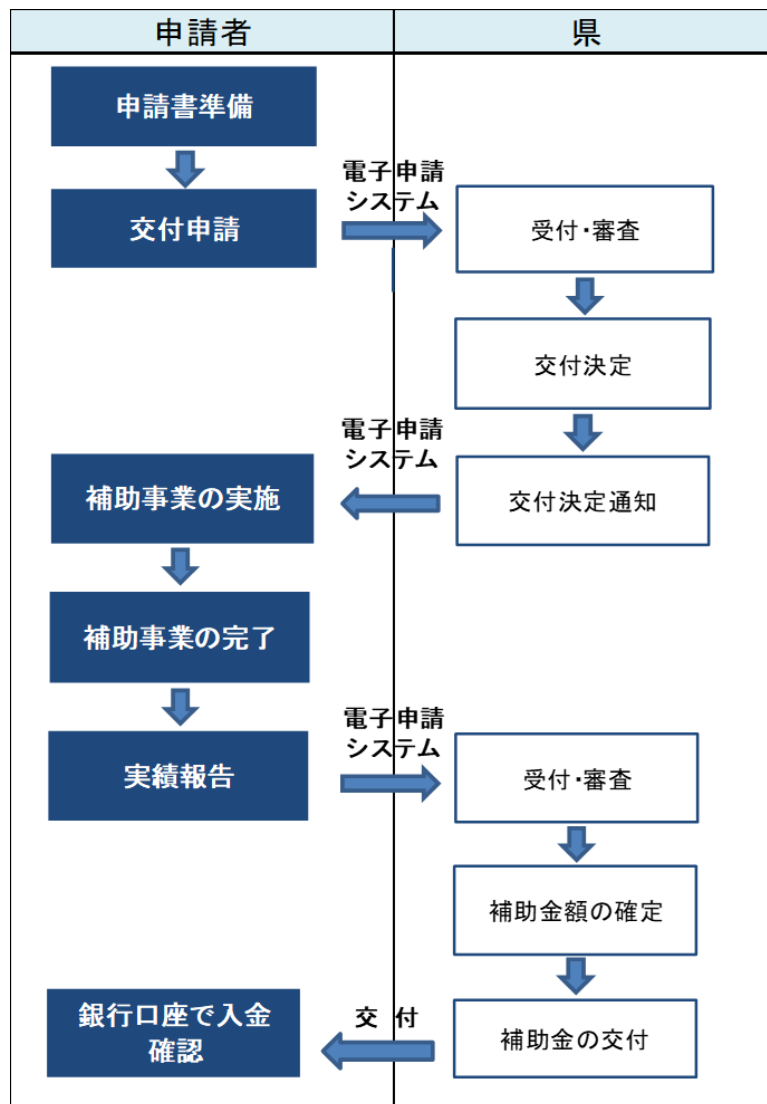 申請者
県
申請書準備
交付申請
電子申請
システム
受付・審査
交付決定
電子申請
システム
交付決定通知
補助事業の実施
補助事業の完了
実績報告
電子申請
システム
受付・審査
補助金額の確定
補助金の交付
交付
銀行口座で入金
確認